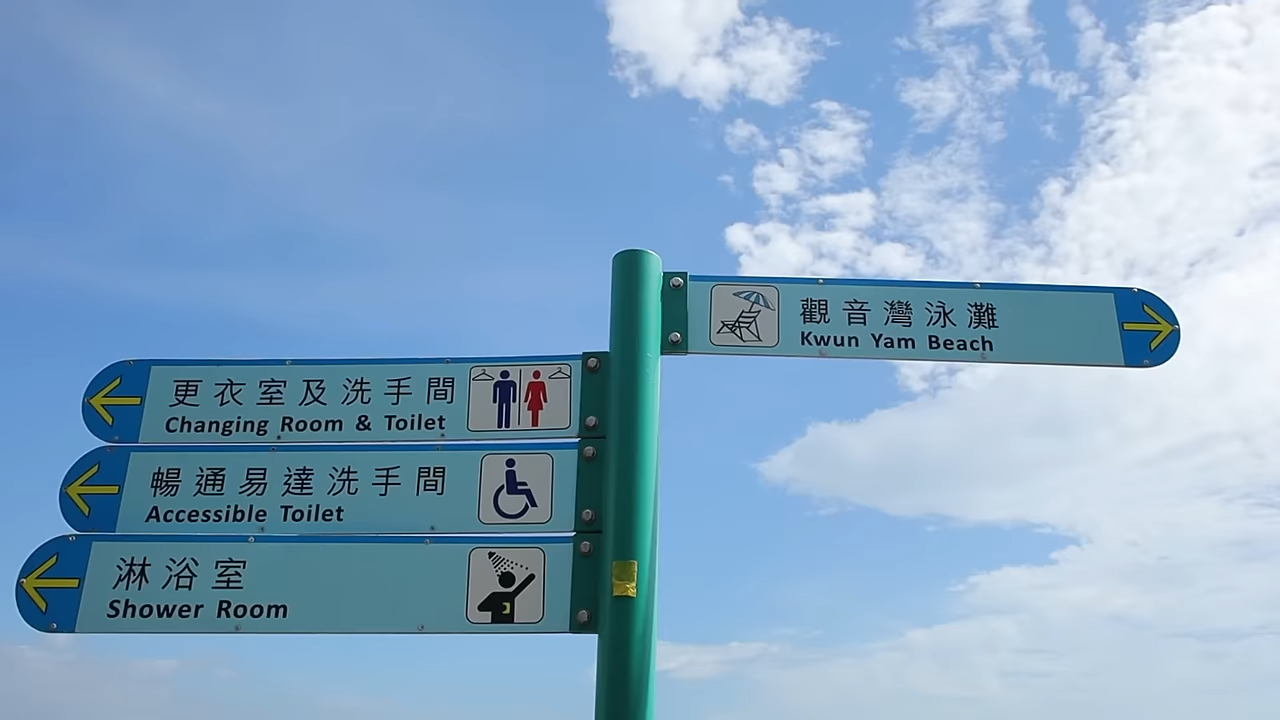 觀音灣泳灘
Kwun Yam Beach
更衣室及洗手間
Changing Room & Toilet
暢通易達洗手間
Accessible Toilet
淋浴室
Shower Room